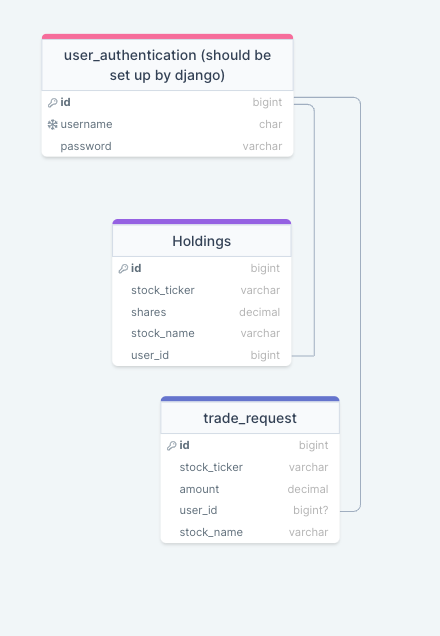 user_authentication (should be
set up by django)
id bigint
username char
password varchar
Holdings
id bigint
stock_ticker varchar
shares decimal
stock_name varchar
user_id bigint
trade_request
id bigint
stock_ticker varchar
amount decimal
user_id bigint?
stock_name varchar